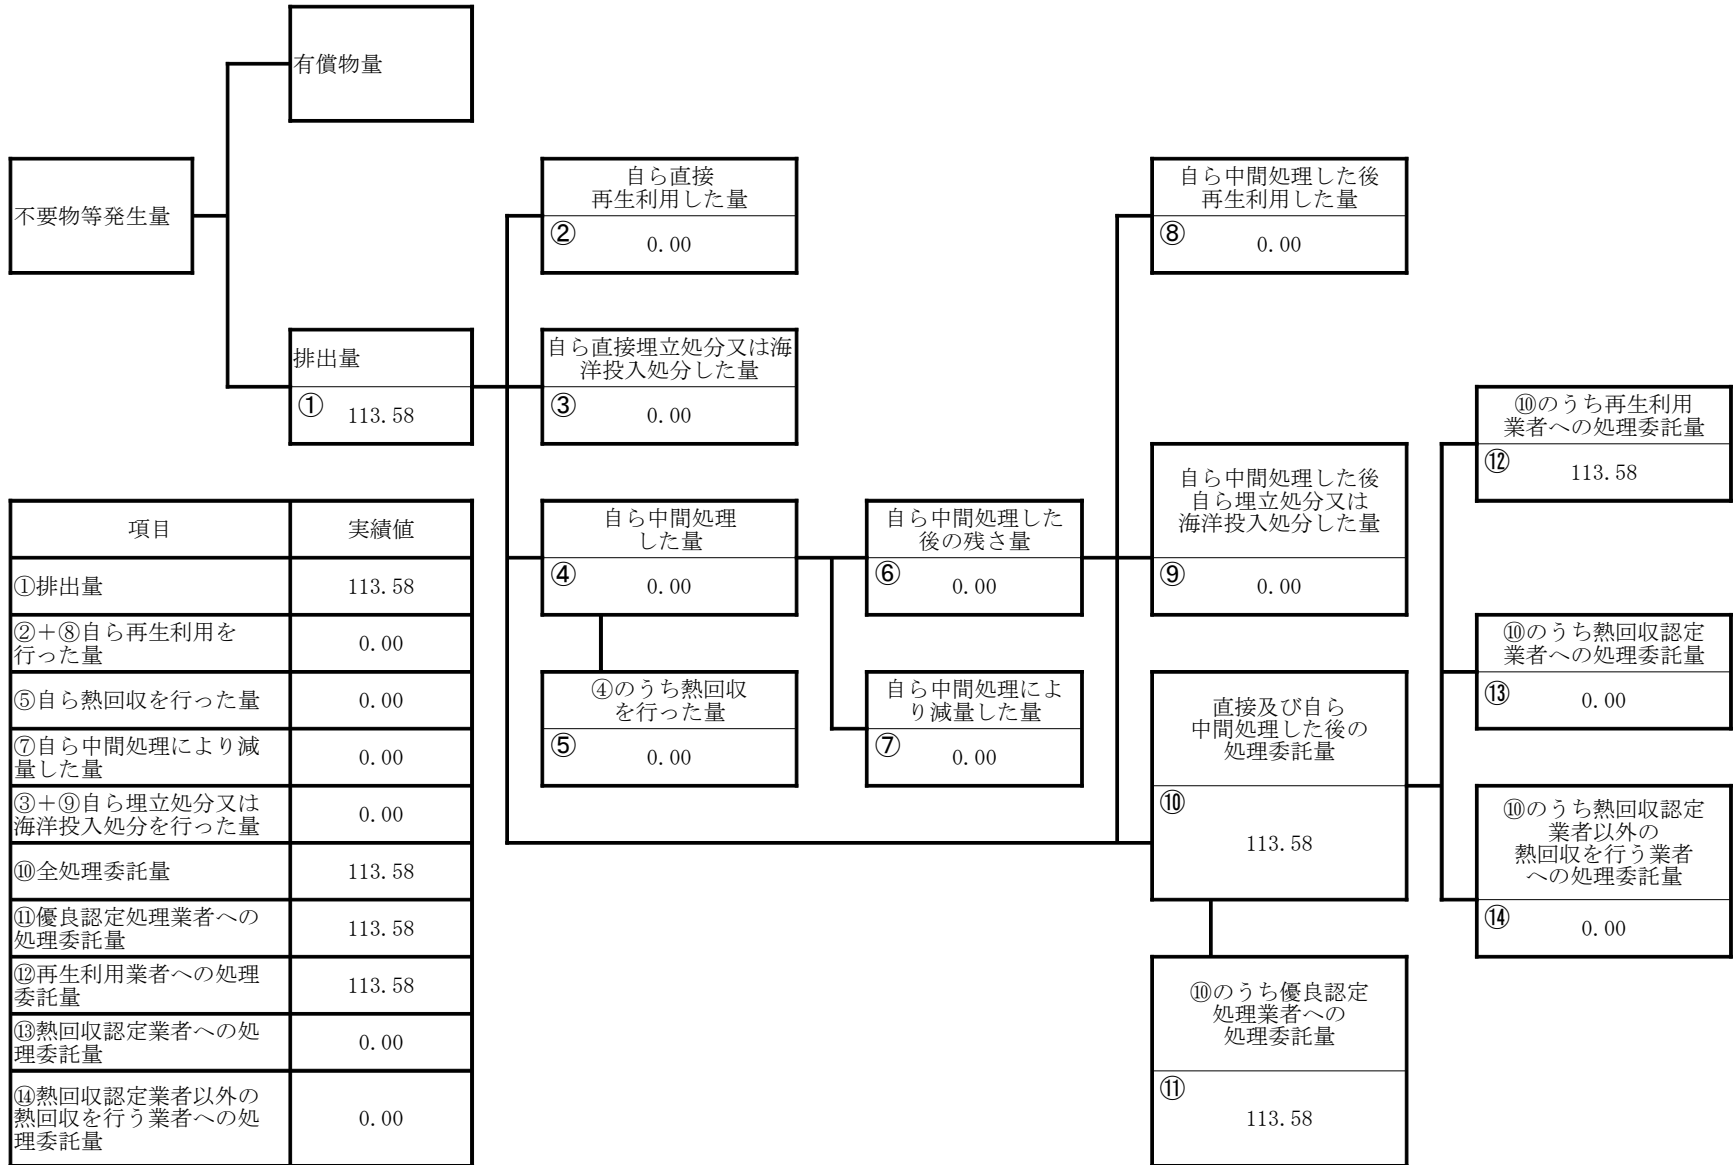 有償物量
不要物等発生量
自ら直接
再生利用した量
②
0.00
自ら中間処理した後
再生利用した量
⑧
0.00
排出量
①
113.58
自ら直接埋立処分又は海
洋投入処分した量
③
0.00
⑩のうち再生利用
業者への処理委託量
⑫
113.58
自ら中間処理
した量
④
0.00
自ら中間処理した
後の残さ量
⑥
0.00
自ら中間処理した後
自ら埋立処分又は
海洋投入処分した量
⑨
0.00
⑩のうち熱回収認定
業者への処理委託量
⑬
0.00
④のうち熱回収
を行った量
⑤
0.00
自ら中間処理によ
り減量した量
⑦
0.00
直接及び自ら
中間処理した後の
処理委託量
⑩
113.58
⑩のうち熱回収認定
業者以外の
熱回収を行う業者
への処理委託量
⑭
0.00
⑩のうち優良認定
処理業者への
処理委託量
⑪
113.58
項目 実績値
①排出量 113.58
②＋⑧自ら再生利用を
行った量 0.00
⑤自ら熱回収を行った量 0.00
⑦自ら中間処理により減
量した量 0.00
③＋⑨自ら埋立処分又は
海洋投入処分を行った量 0.00
⑩全処理委託量 113.58
⑪優良認定処理業者への
処理委託量 113.58
⑫再生利用業者への処理
委託量 113.58
⑬熱回収認定業者への処
理委託量 0.00
⑭熱回収認定業者以外の
熱回収を行う業者への処
理委託量 0.00